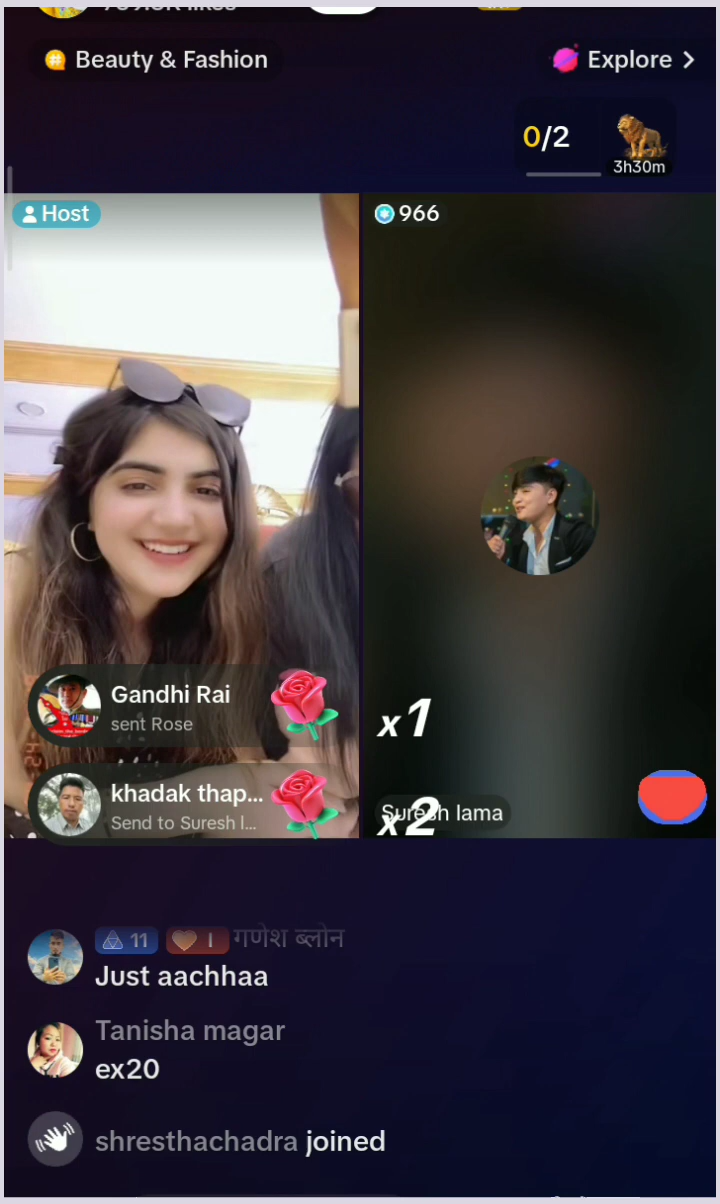 Beauty & Fashion
Explore >
0/2
3h30m
Host
966
Gandhi Rai
sent Rose
x1
khadak thap...
Send to Suresh l...
x2
Suresh lama
11 I गणेश ब्लोन
Just aachhaa
Tanisha magar
ex20
shresthachadra joined